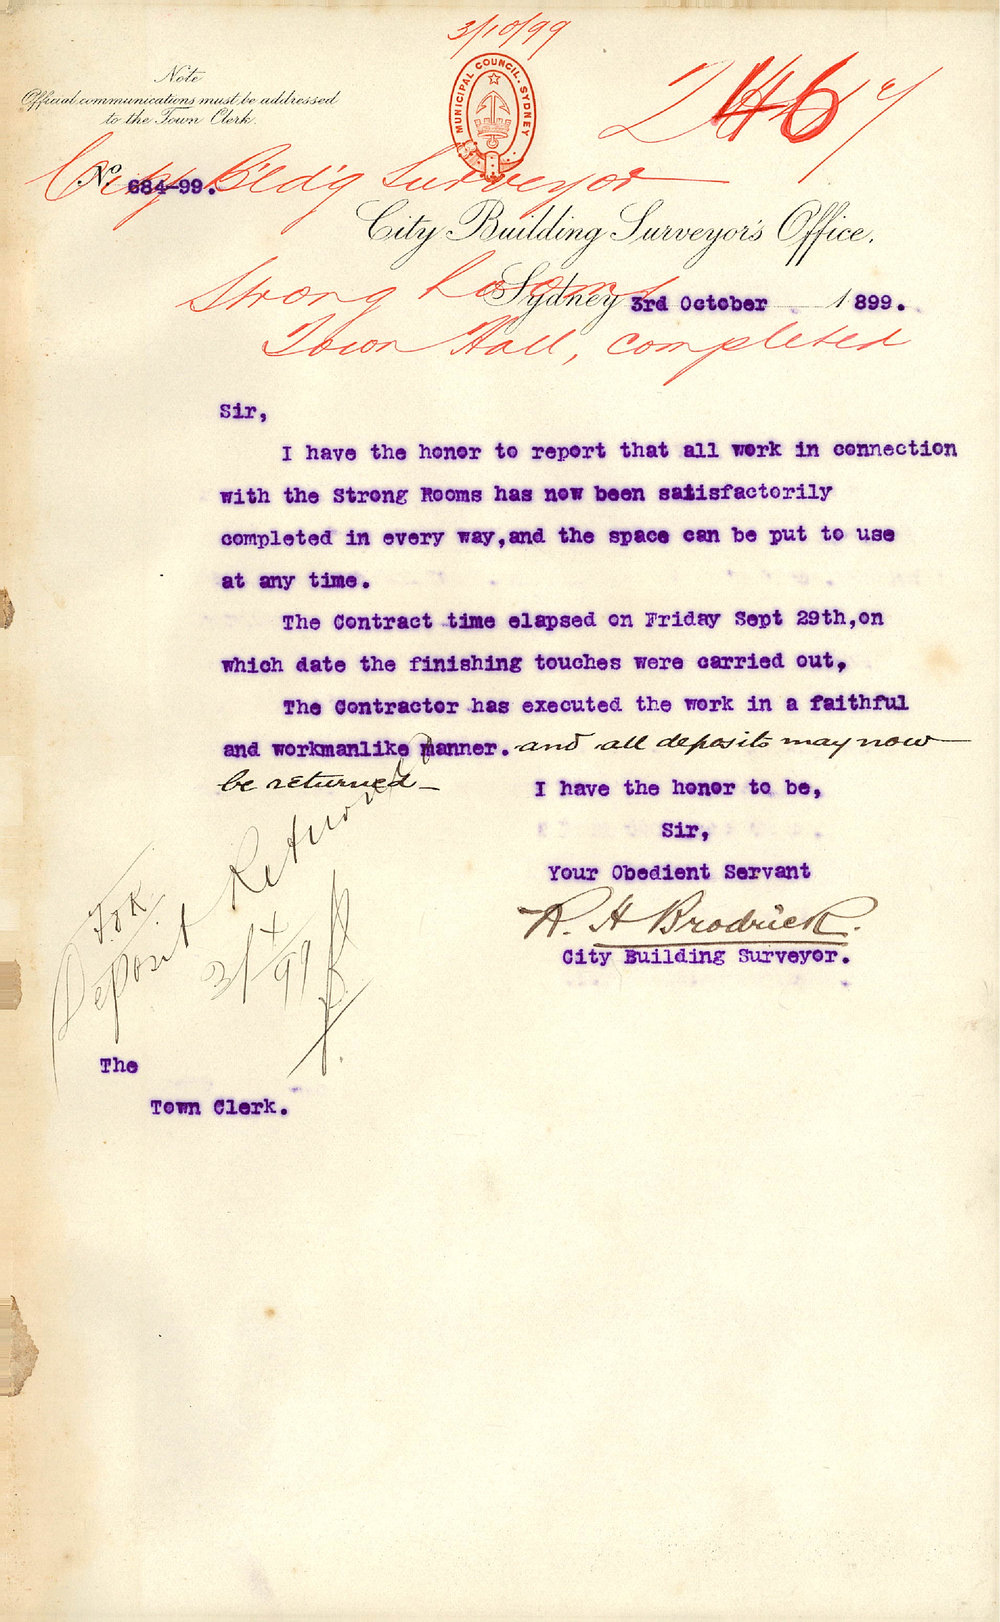 3/10/99
Note
Official communications must be addressed
to the Town Clerk.
MUNICIPAL COUNCIL. SYDNEY
No. 684-99.
City B'ld'g Surveyor
City Building Surveyor's Office,
Sydney 3rd October 1899.
Strong Rooms
Town Hall, completed
Sir,
I have the honor to report that all work in connection
with the Strong Rooms has now been satisfactorily
completed in every way,and the space can be put to use
at any time.
The Contract time elapsed on Friday Sept 29th,on
which date the finishing touches were carried out,
The Contractor has executed the work in a faithful
and workmanlike manner. and all deposits may now
be returned—
I have the honor to be,
Sir,
Your Obedient Servant
R. H Brodrick.
City Building Surveyor.
Deposit Returned
The
Town Clerk.